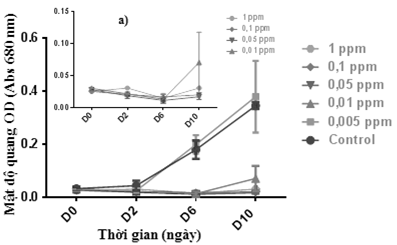 a)
0.15
0.10
0.05
0.00
D0
D2
D6
D10
1 ppm
0,1 ppm
0,05 ppm
0,01 ppm
Mật độ quang OD (Abs 680 nm)
0.6
0.4
0.2
0.0
D0
D2
D6
D10
Thời gian (ngày)
1 ppm
0,1 ppm
0,05 ppm
0,01 ppm
0,005 ppm
Control